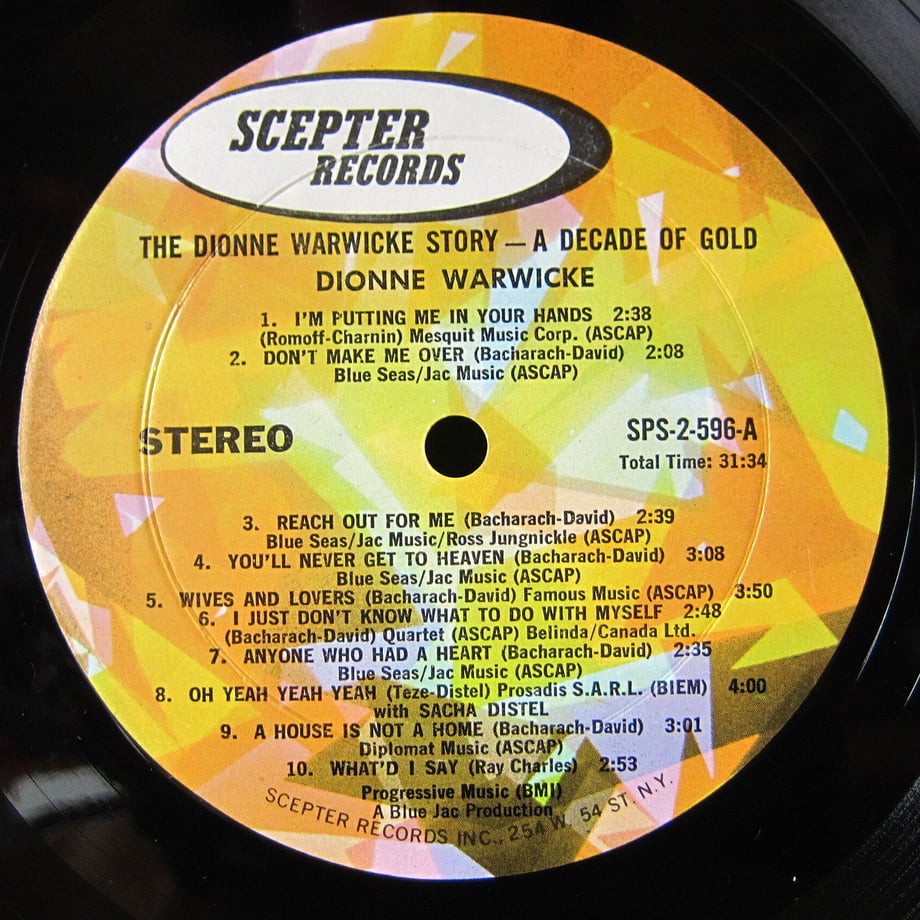 SCEPTER
RECORDS
THE DIONNE WARWICKE STORY — A DECADE OF GOLD
DIONNE WARWICKE
1. I'M PUTTING ME IN YOUR HANDS 2:38
(Romoff-Charnin) Mesquit Music Corp. (ASCAP)
2. DON'T MAKE ME OVER (Bacharach-David) 2:08
Blue Seas/Jac Music (ASCAP)
STEREO
SPS-2-596-A
Total Time: 31:34
3. REACH OUT FOR ME (Bacharach-David) 2:39
Blue Seas/Jac Music/Ross Jungnickle (ASCAP)
4. YOU'LL NEVER GET TO HEAVEN (Bacharach-David) 3:08
Blue Seas/Jac Music (ASCAP)
5. WIVES AND LOVERS (Bacharach-David) Famous Music (ASCAP) 3:50
6. I JUST DON'T KNOW WHAT TO DO WITH MYSELF 2:48
(Bacharach-David) Quartet (ASCAP) Belinda/Canada Ltd.
7. ANYONE WHO HAD A HEART (Bacharach-David) 2:35
Blue Seas/Jac Music (ASCAP)
8. OH YEAH YEAH YEAH (Teze-Distel) Prosadis S.A.R.L. (BIEM) 4:00
with SACHA DISTEL
9. A HOUSE IS NOT A HOME (Bacharach-David) 3:01
Diplomat Music (ASCAP)
10. WHAT'D I SAY (Ray Charles) 2:53
Progressive Music (BMI)
A Blue Jac Production
SCEPTER RECORDS INC., 254 W. 54 ST. N.Y.